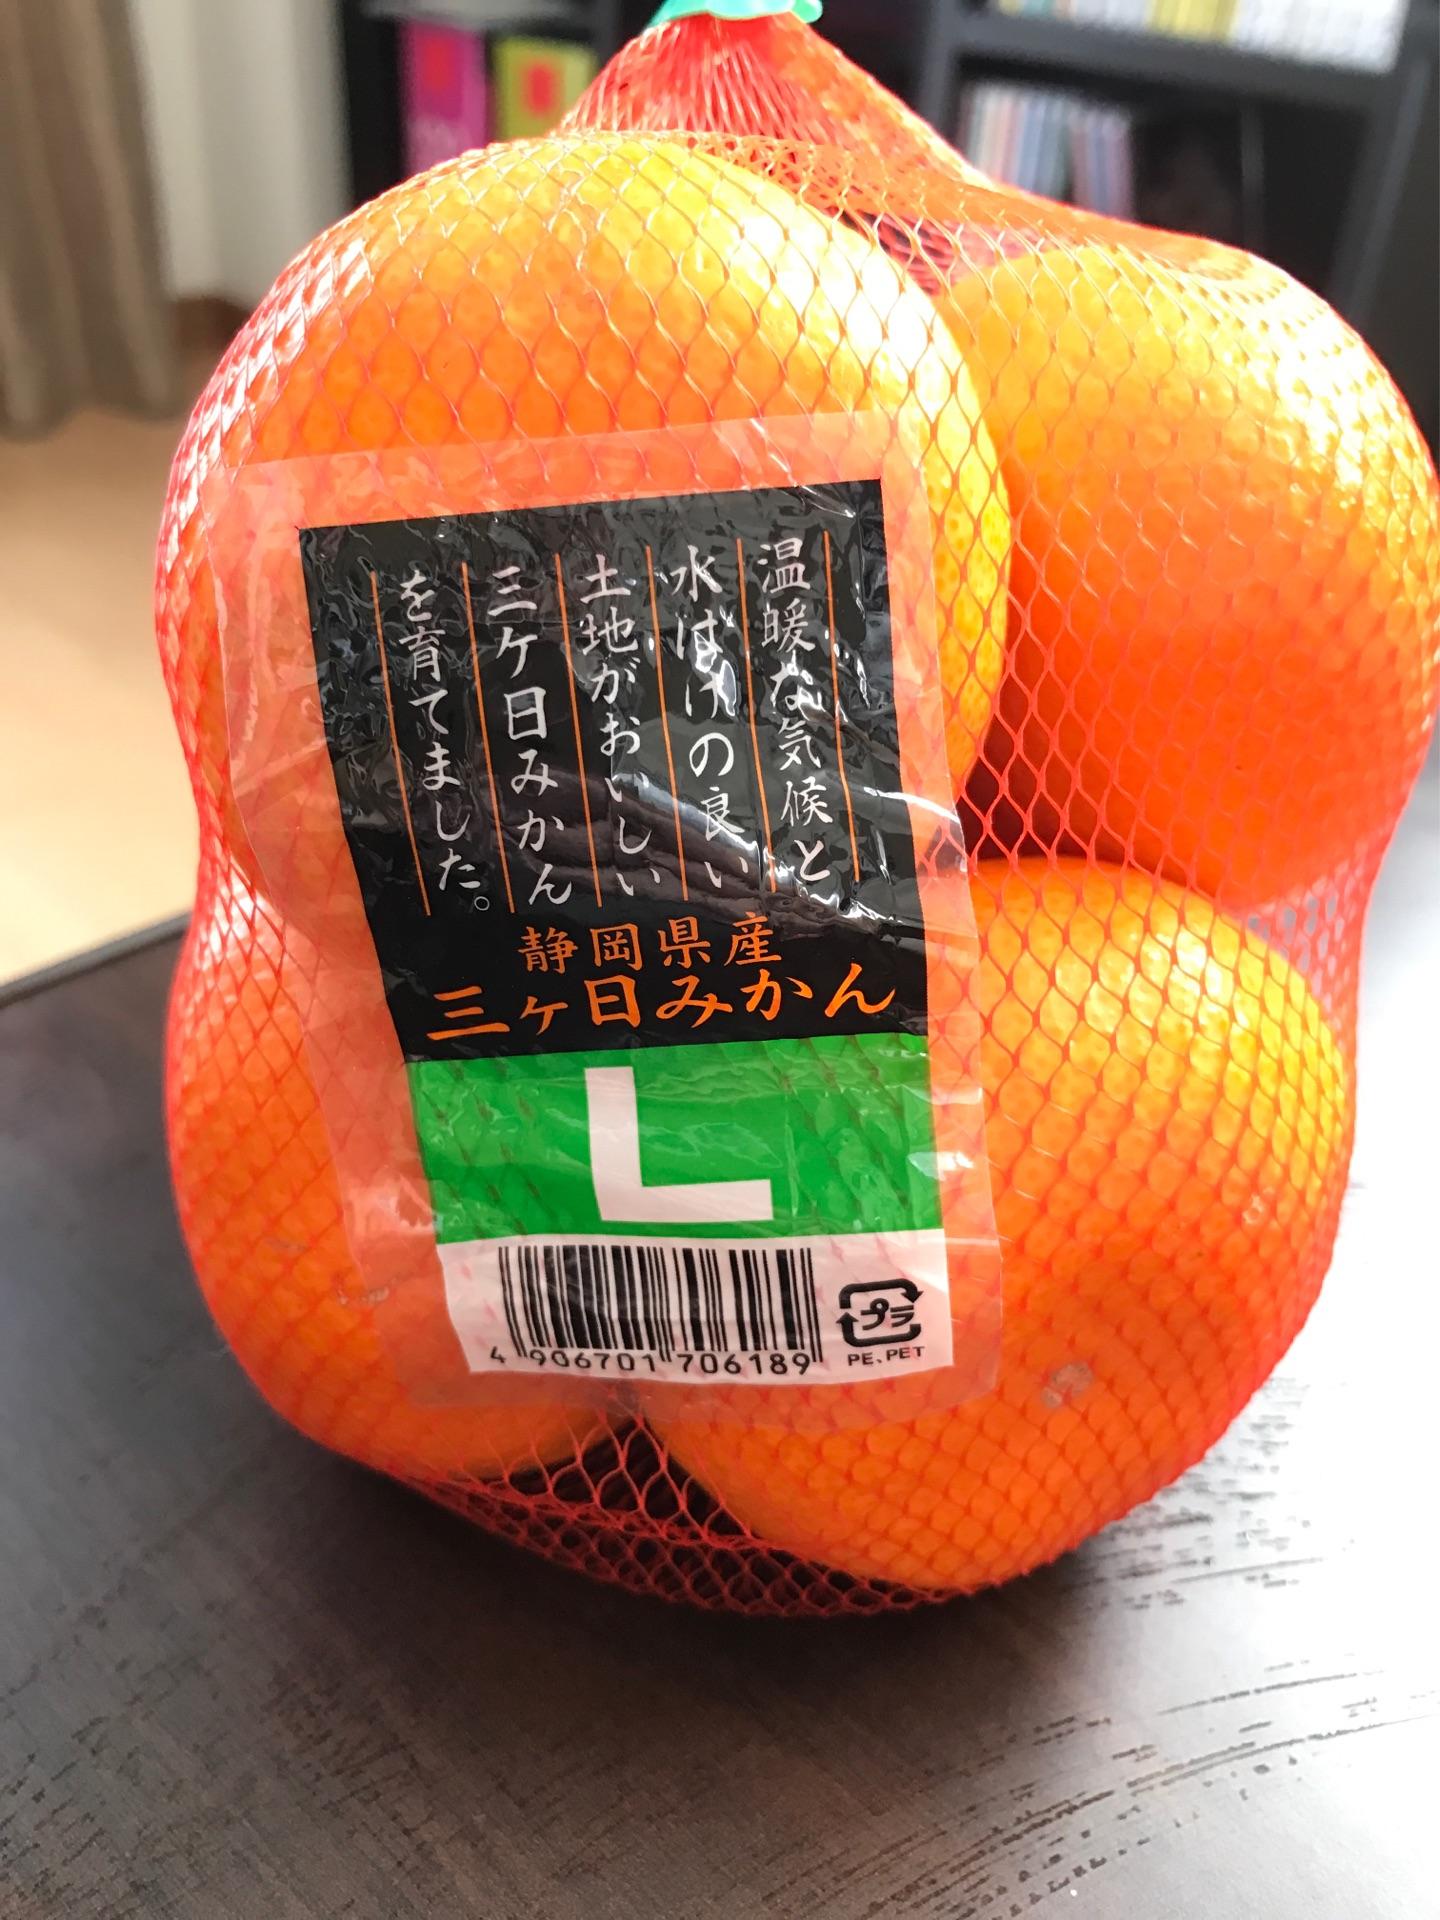 温暖な気候と
水はけの良い
土地がおいしい
三ケ日みかん
を育てました。
静岡県産
三ケ日みかん
L
4 906701 706189
プラ
PE、PET